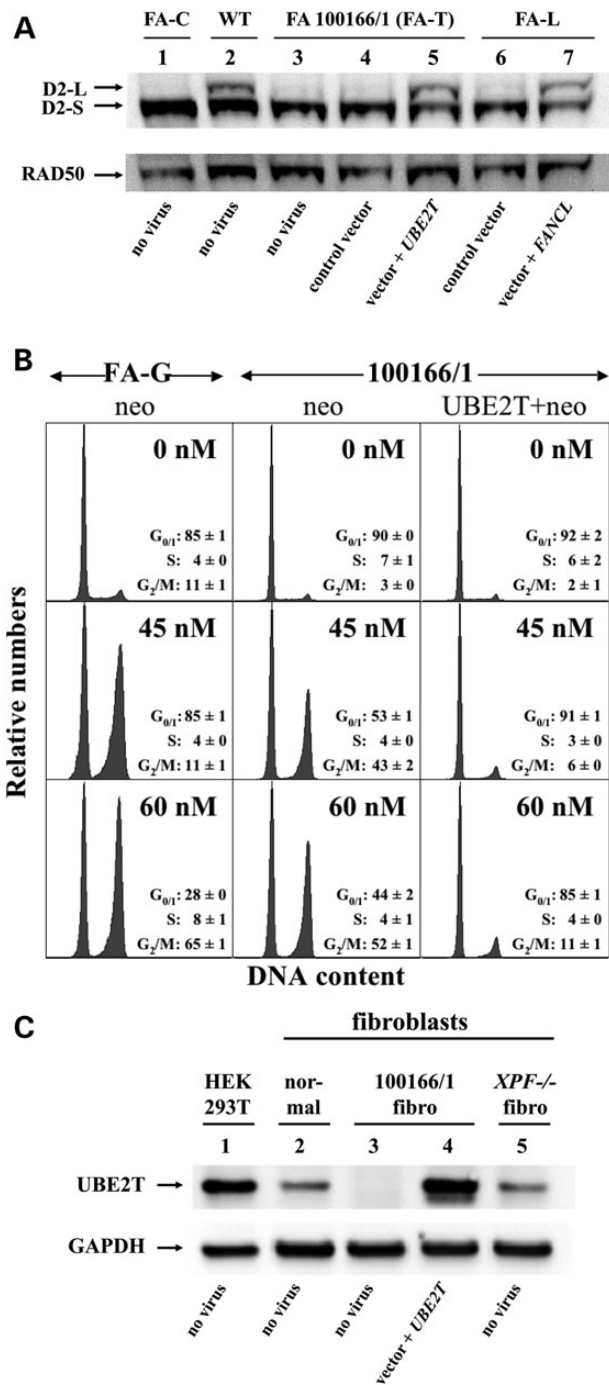 A
FA-C WT FA 100166/1 (FA-T) FA-L
1 2 3 4 5 6 7
D2-L
D2-S
RAD50
no virus
no virus
no virus
control vector
vector + UBE2T
control vector
vector + FANCL
B
FA-G 100166/1
neo neo UBE2T+neo
0 nM 0 nM 0 nM
G0/1: 85 ± 1 G0/1: 90 ± 0 G0/1: 92 ± 2
S: 4 ± 0 S: 7 ± 1 S: 6 ± 2
G2/M: 11 ± 1 G2/M: 3 ± 0 G2/M: 2 ± 1
45 nM 45 nM 45 nM
G0/1: 85 ± 1 G0/1: 53 ± 1 G0/1: 91 ± 1
S: 4 ± 0 S: 4 ± 0 S: 3 ± 0
G2/M: 11 ± 1 G2/M: 43 ± 2 G2/M: 6 ± 0
60 nM 60 nM 60 nM
G0/1: 28 ± 0 G0/1: 44 ± 2 G0/1: 85 ± 1
S: 8 ± 1 S: 4 ± 1 S: 4 ± 0
G2/M: 65 ± 1 G2/M: 52 ± 1 G2/M: 11 ± 1
Relative numbers
DNA content
C
fibroblasts
HEK nor- 100166/1 XPF-/-
293T mal fibro fibro
1 2 3 4 5
UBE2T
GAPDH
no virus
no virus
no virus
vector + UBE2T
no virus